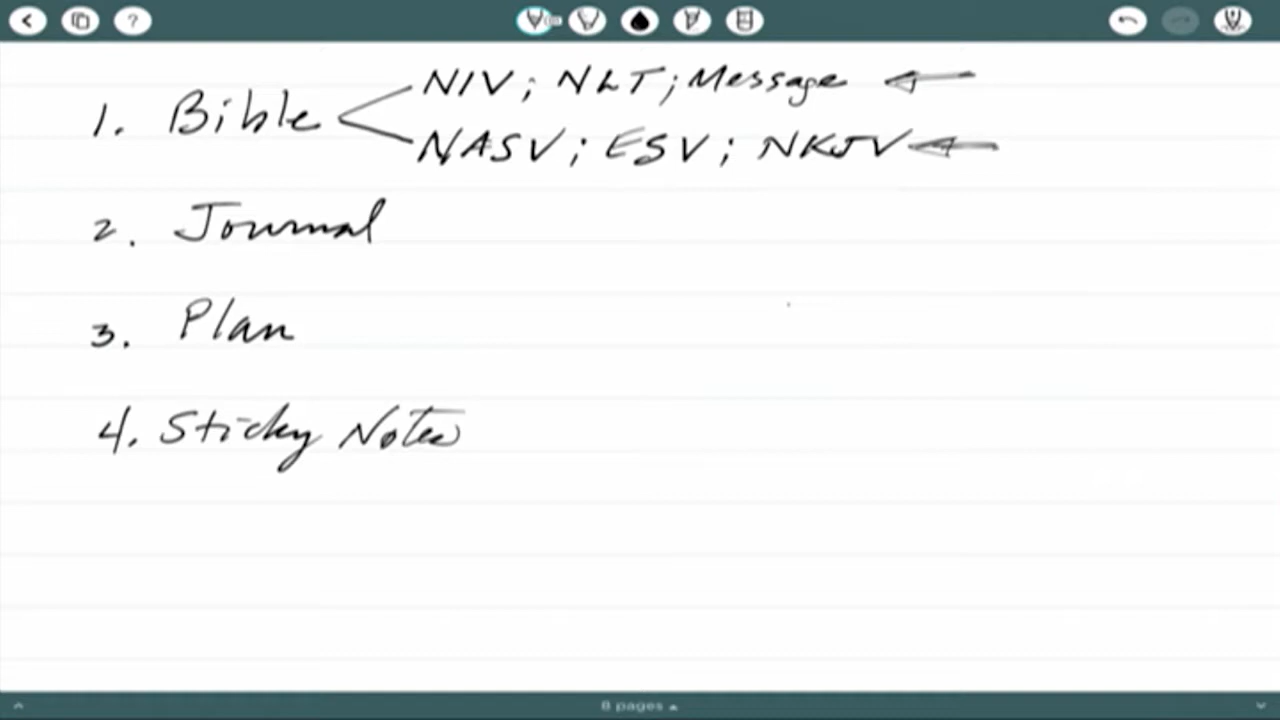 NIV; NLT; Message
1. Bible
NASV; ESV; NKJV
2. Journal
3. Plan
4. Sticky Notes
8 pages